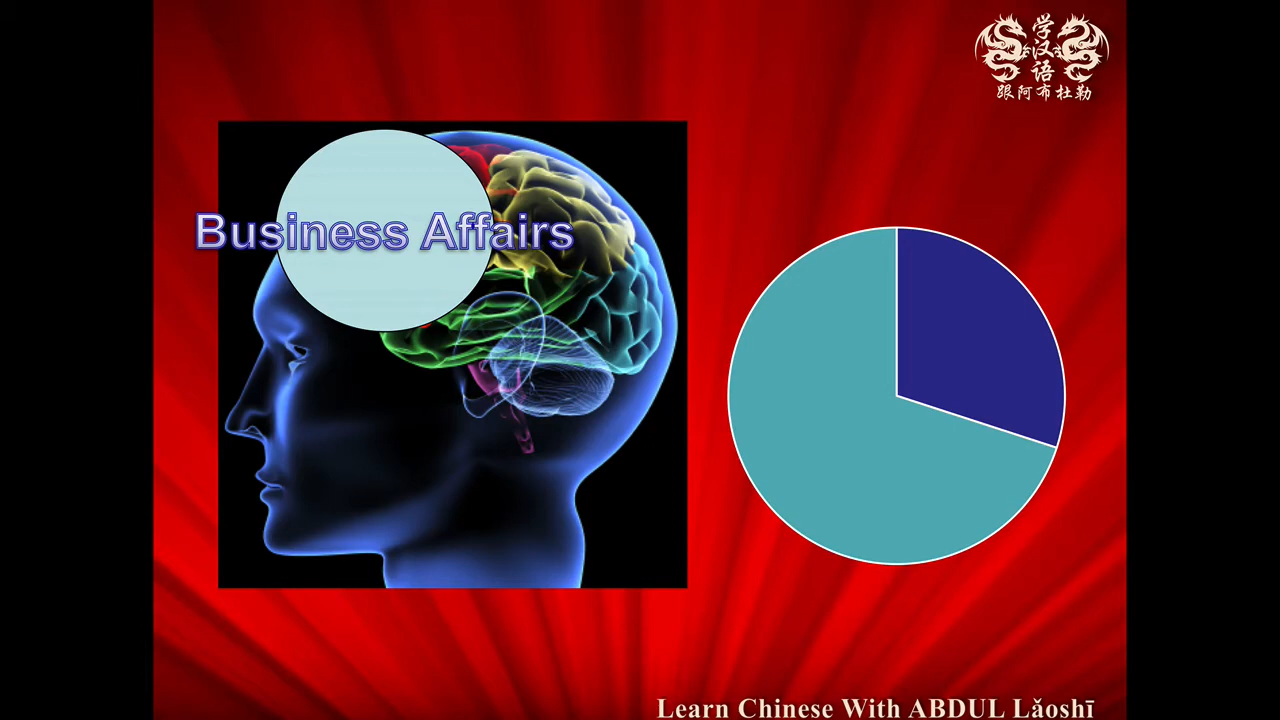 学
汉
语
跟阿布杜勒
Business Affairs
Learn Chinese With ABDUL Lǎoshī